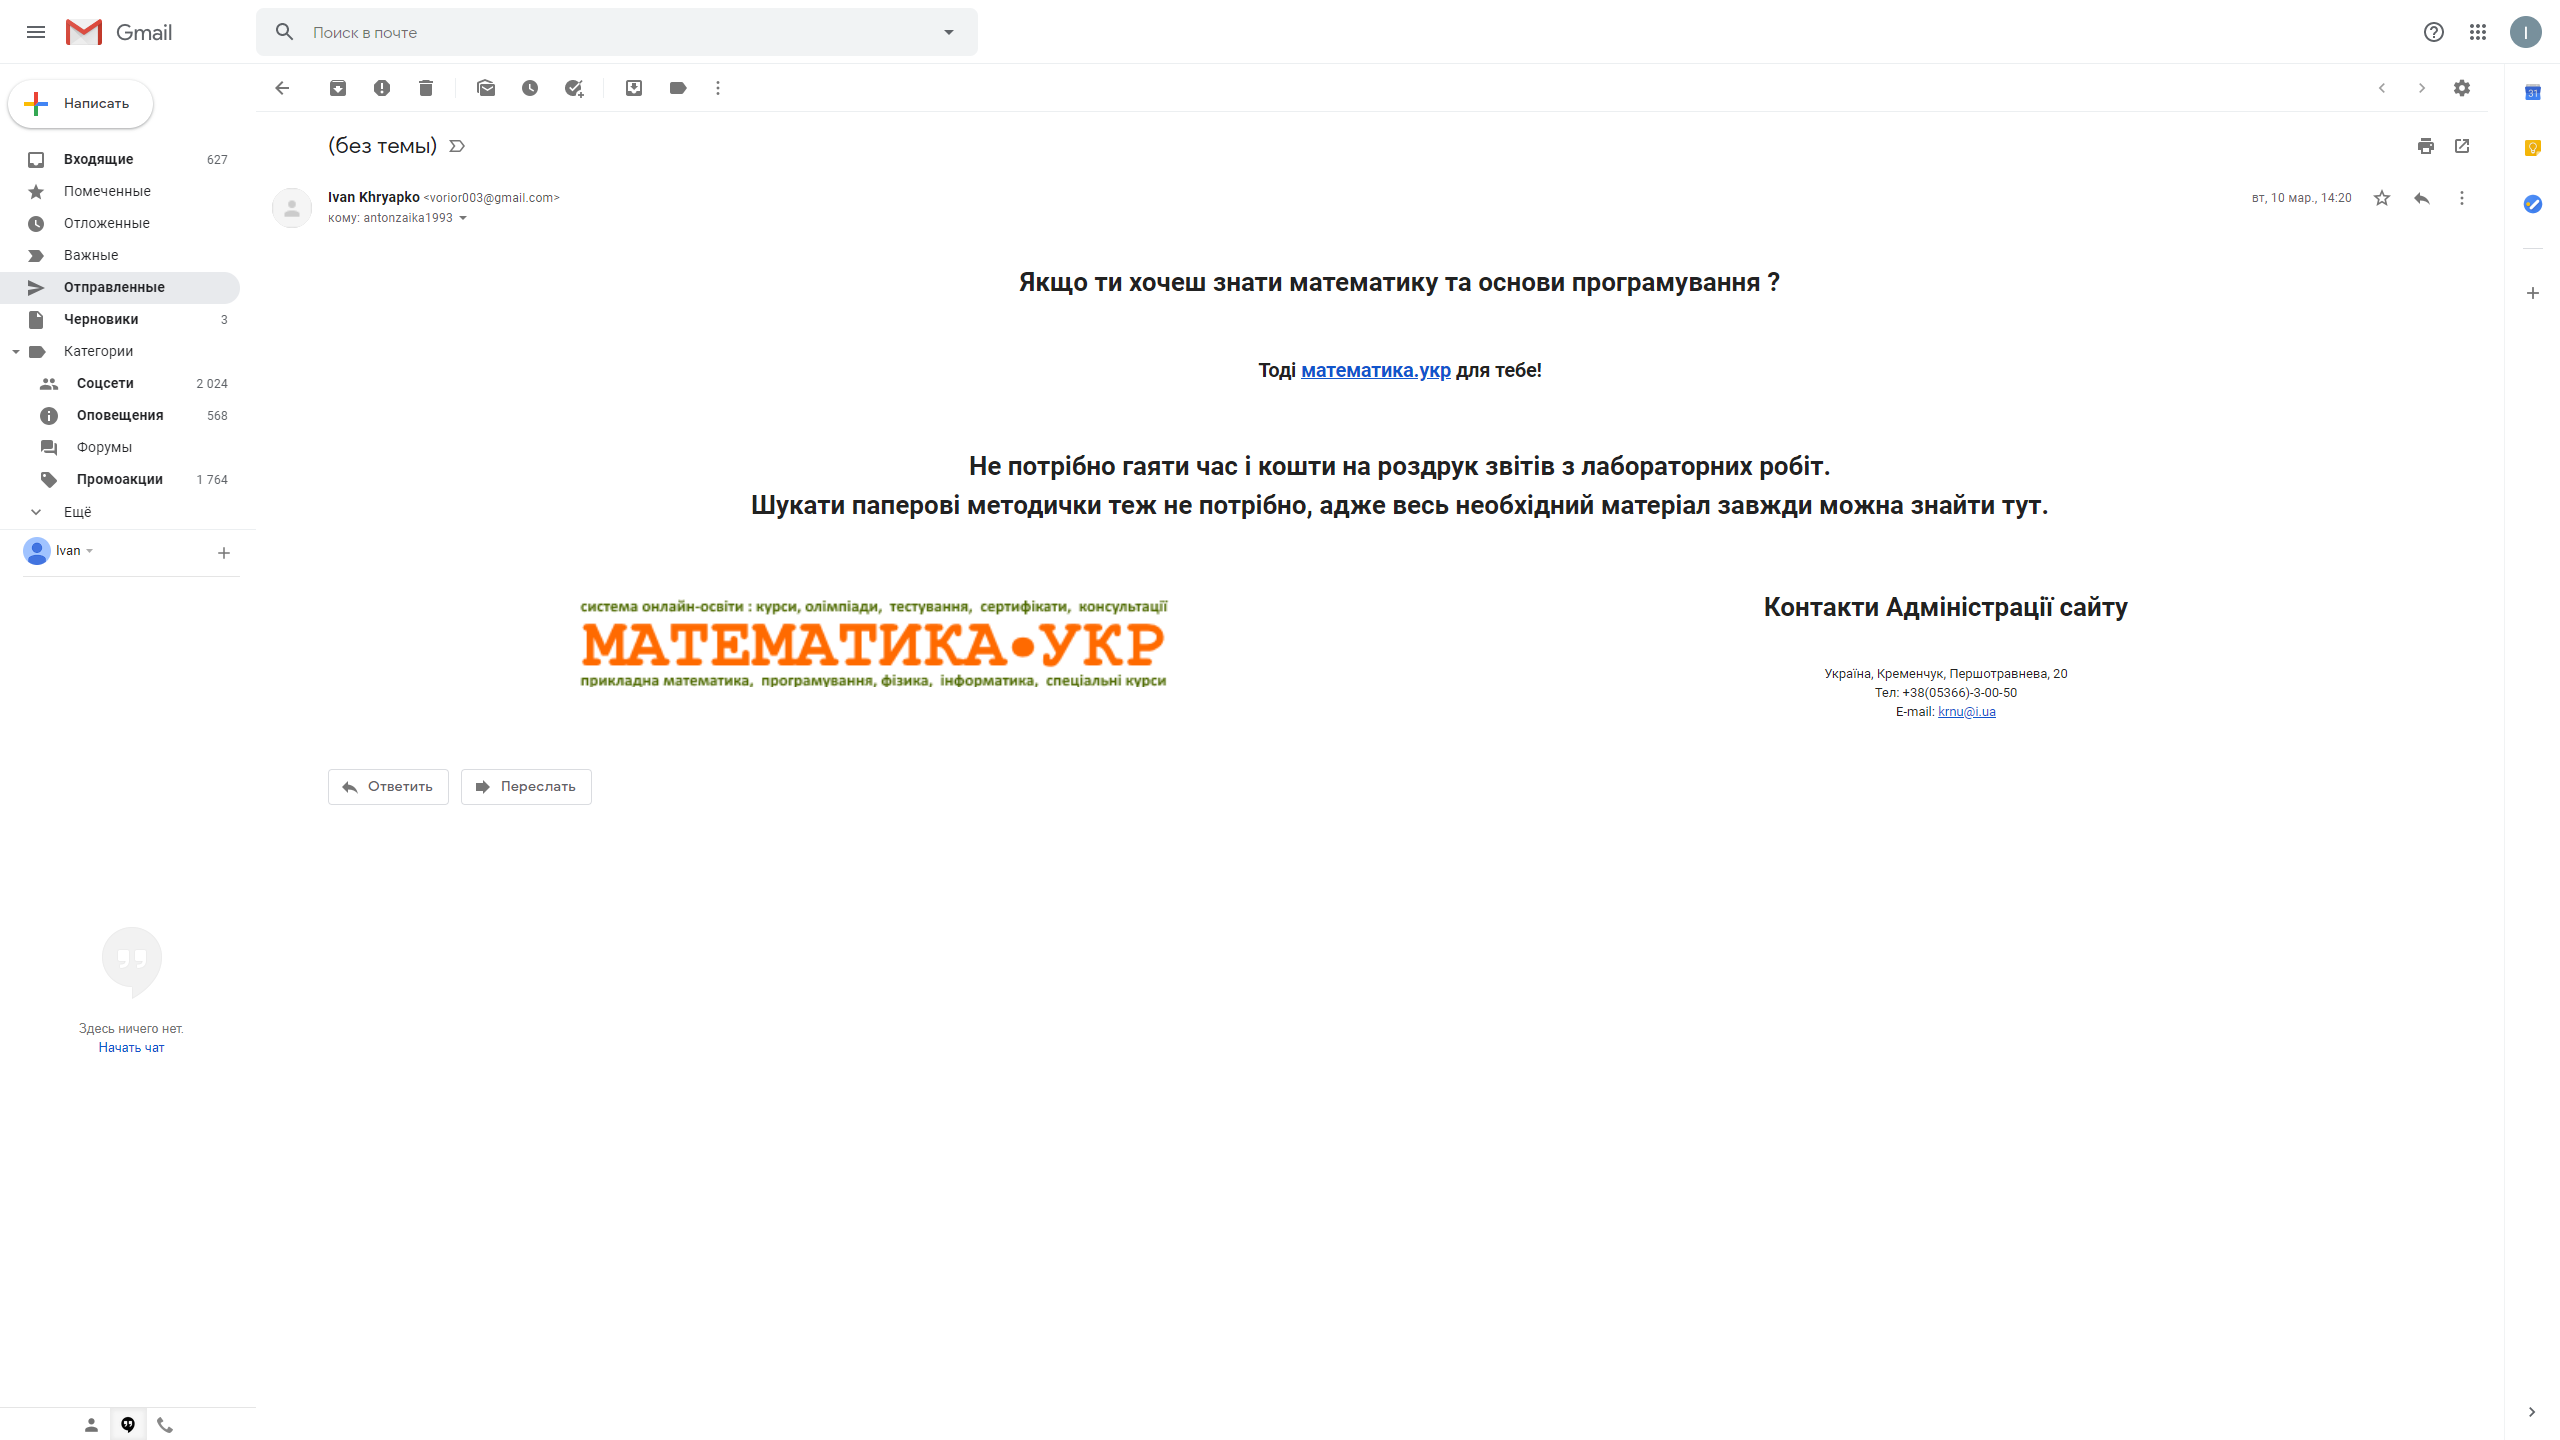 Gmail
Поиск в почте
I
Написать
Входящие 627
Помеченные
Отложенные
Важные
Отправленные
Черновики 3
Категории
Соцсети 2 024
Оповещения 568
Форумы
Промоакции 1 764
Ещё
Ivan
Здесь ничего нет.
Начать чат
(без темы)
Ivan Khryapko <vorior003@gmail.com>
вт, 10 мар., 14:20
кому: antonzaika1993
Якщо ти хочеш знати математику та основи програмування ?
Тоді математика.укр для тебе!
Не потрібно гаяти час і кошти на роздрук звітів з лабораторних робіт.
Шукати паперові методички теж не потрібно, адже весь необхідний матеріал завжди можна знайти тут.
система онлайн-освіти : курси, олімпіади, тестування, сертифікати, консультації
МАТЕМАТИКА•УКР
прикладна математика, програмування, фізика, інформатика, спеціальні курси
Контакти Адміністрації сайту
Україна, Кременчук, Першотравнева, 20
Тел: +38(05366)-3-00-50
E-mail: krnu@i.ua
Ответить
Переслать
31